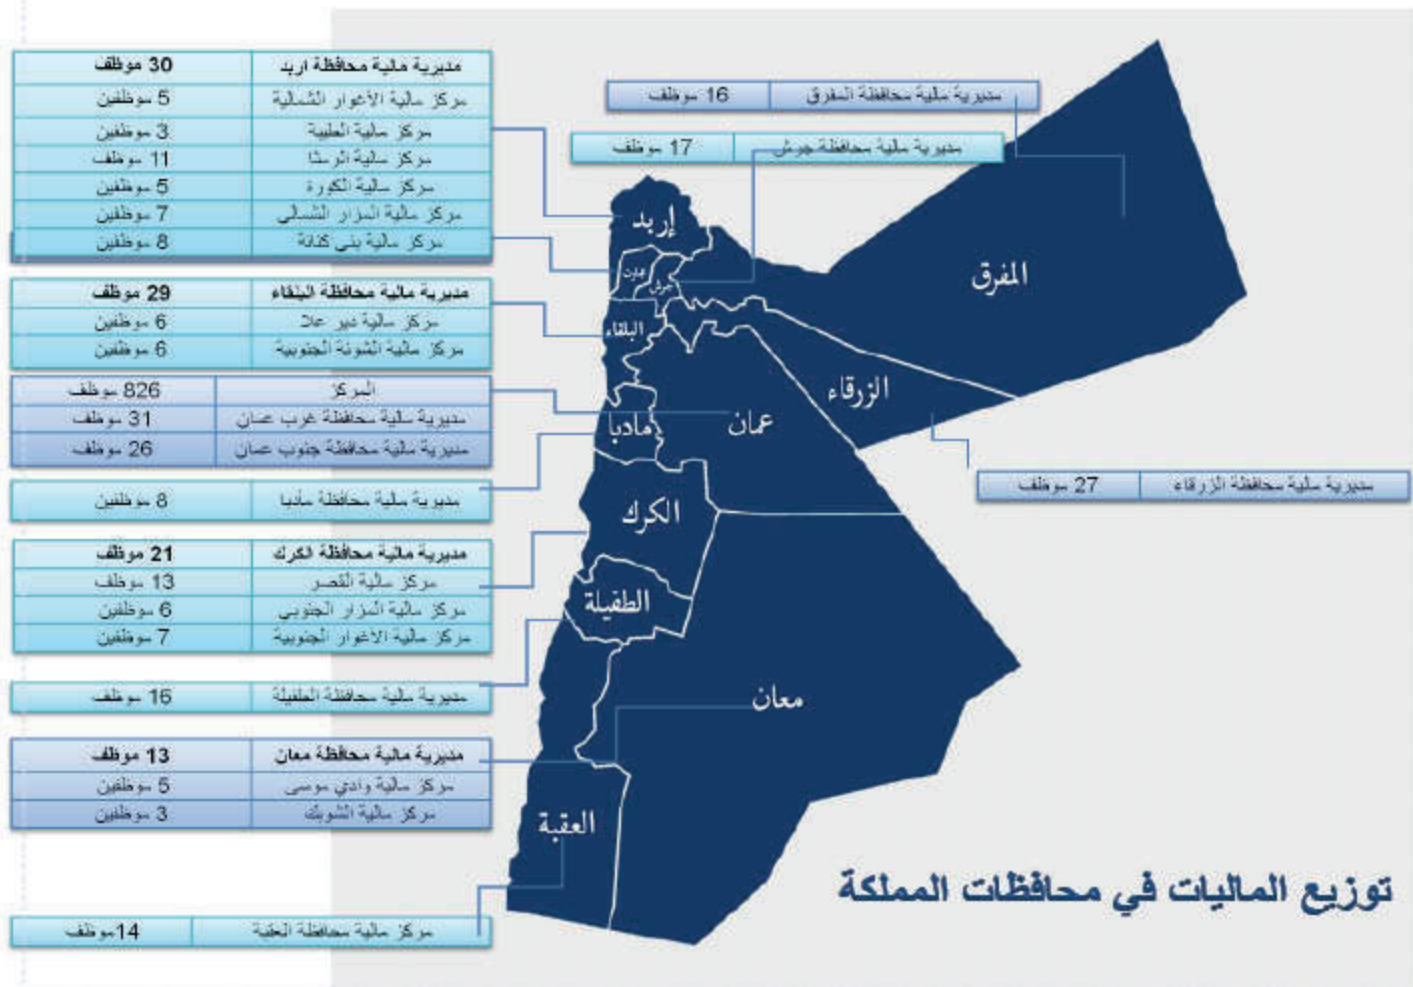 مديرية مالية محافظة اربد 30 موظف
مركز مالية الأغوار الشمالية 5 موظفين
مركز مالية الطيبة 3 موظفين
مركز مالية الرمثا 11 موظف
مركز مالية الكورة 5 موظفين
مركز مالية المزار الشمالي 7 موظفين
مركز مالية بني كنانة 8 موظفين
مديرية مالية محافظة المفرق 16 موظف
مديرية مالية محافظة جرش 17 موظف
مديرية مالية محافظة البلقاء 29 موظف
مركز مالية دير علا 6 موظفين
مركز مالية الشونة الجنوبية 6 موظفين
المركز 826 موظف
مديرية مالية محافظة غرب عمان 31 موظف
مديرية مالية محافظة جنوب عمان 26 موظف
مديرية مالية محافظة مأدبا 8 موظفين
مديرية مالية محافظة الزرقاء 27 موظف
مديرية مالية محافظة الكرك 21 موظف
مركز مالية القصر 13 موظف
مركز مالية المزار الجنوبي 6 موظفين
مركز مالية الأغوار الجنوبية 7 موظفين
مديرية مالية محافظة الطفيلة 16 موظف
مديرية مالية محافظة معان 13 موظف
مركز مالية وادي موسى 5 موظفين
مركز مالية الشوبك 3 موظفين
مركز مالية محافظة العقبة 14موظف
إربد
عجلون
جرش
المفرق
البلقاء
الزرقاء
عمان
مادبا
الكرك
الطفيلة
معان
العقبة
توزيع الماليات في محافظات المملكة